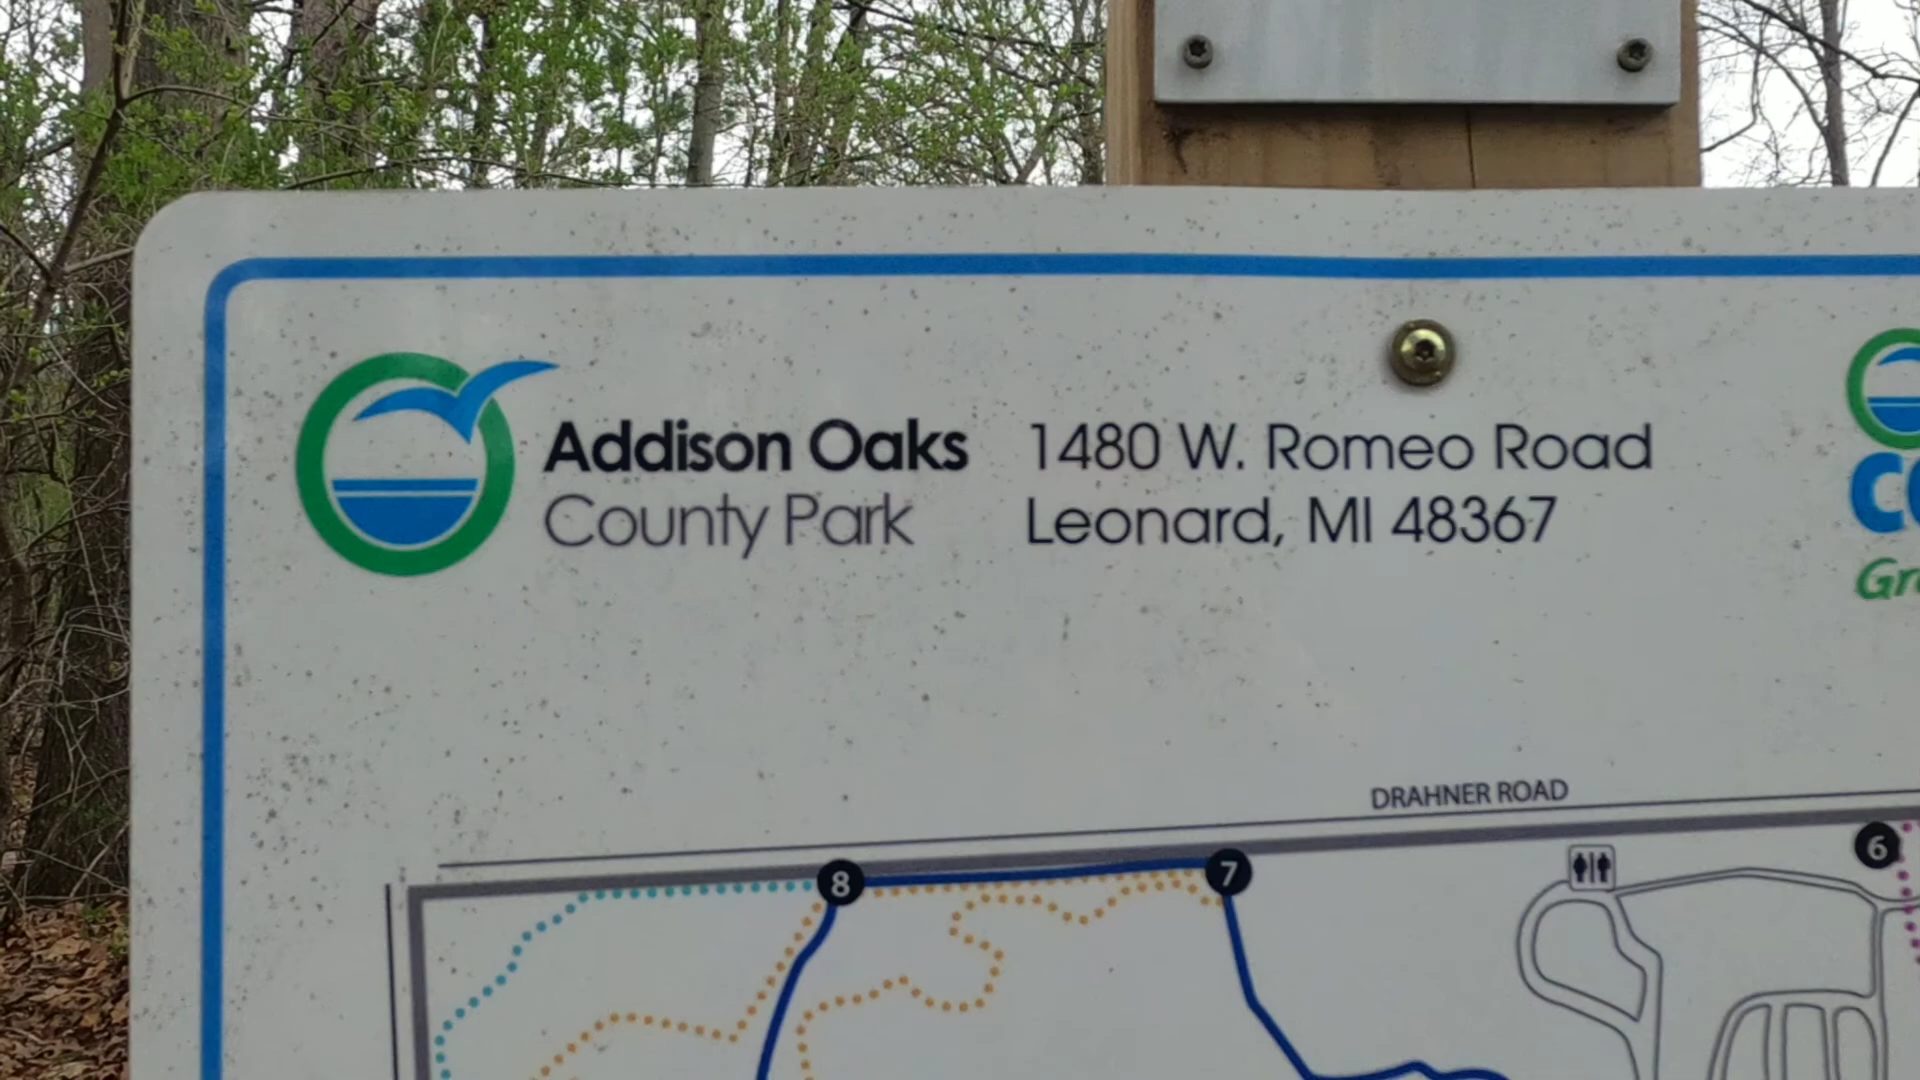 Addison Oaks
County Park
1480 W. Romeo Road
Leonard, MI 48367
DRAHNER ROAD
8
7
6